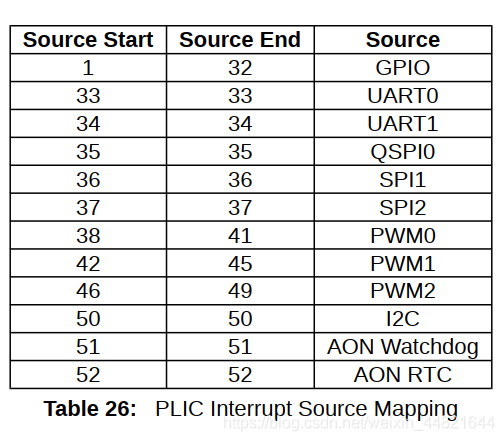 Source Start Source End Source
1 32 GPIO
33 33 UART0
34 34 UART1
35 35 QSPI0
36 36 SPI1
37 37 SPI2
38 41 PWM0
42 45 PWM1
46 49 PWM2
50 50 I2C
51 51 AON Watchdog
52 52 AON RTC
Table 26: PLIC Interrupt Source Mapping
https://blog.csdn.net/weixin_44821644